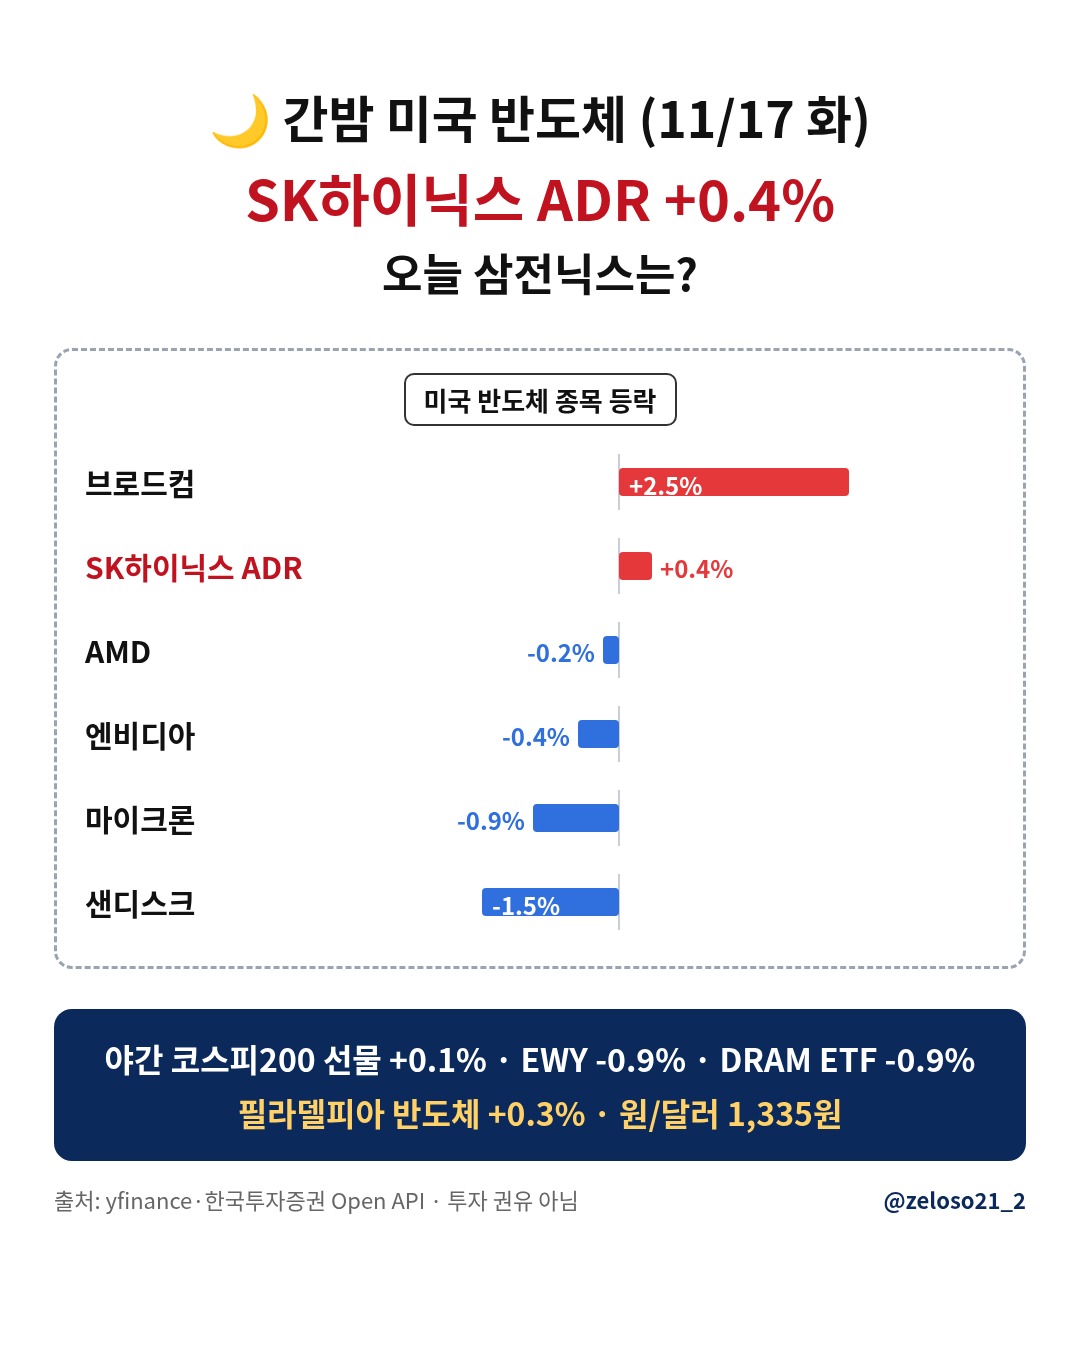 🌙 간밤 미국 반도체 (11/17 화)
SK하이닉스 ADR +0.4%
오늘 삼전닉스는?
미국 반도체 종목 등락
브로드컴 +2.5%
SK하이닉스 ADR +0.4%
AMD -0.2%
엔비디아 -0.4%
마이크론 -0.9%
샌디스크 -1.5%
야간 코스피200 선물 +0.1% · EWY -0.9% · DRAM ETF -0.9%
필라델피아 반도체 +0.3% · 원/달러 1,335원
출처: yfinance·한국투자증권 Open API · 투자 권유 아님 @zeloso21_2